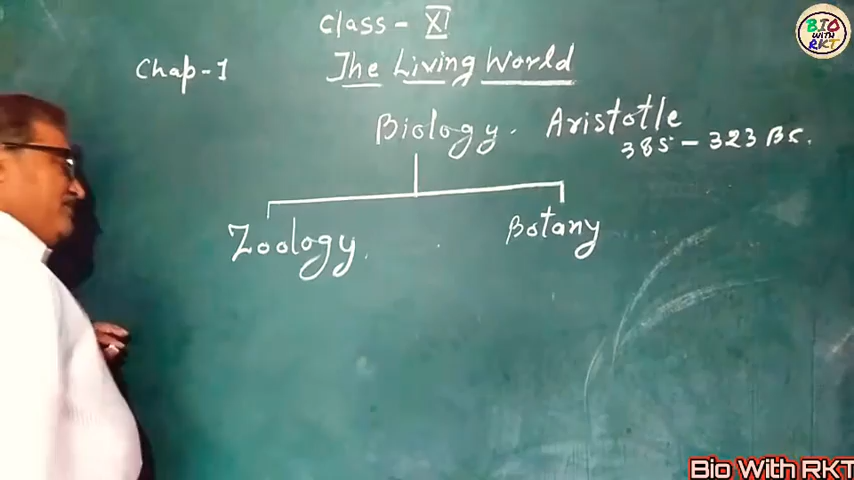 Class - XI
Chap-1 The Living World
Biology. Aristotle
385 - 323 BC.
Zoology. Botany
BIO
WITH
RKT
Bio With RKT